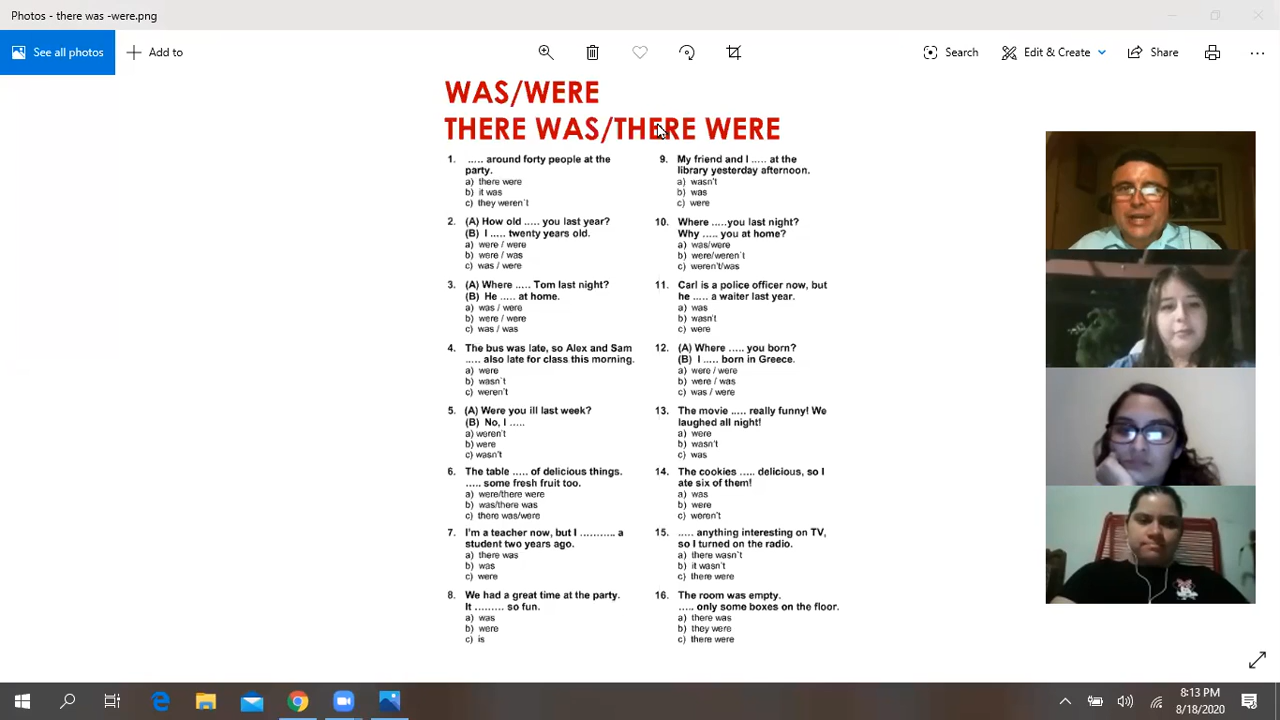 Photos - there was -were.png
See all photos
Add to
Search
Edit & Create
Share
WAS/WERE
THERE WAS/THERE WERE
1. ..... around forty people at the
party.
a) there were
b) it was
c) they weren´t
2. (A) How old ..... you last year?
(B) I ..... twenty years old.
a) were / were
b) were / was
c) was / were
3. (A) Where ..... Tom last night?
(B) He ..... at home.
a) was / were
b) were / were
c) was / was
4. The bus was late, so Alex and Sam
..... also late for class this morning.
a) were
b) wasn´t
c) weren't
5. (A) Were you ill last week?
(B) No, I .....
a) weren't
b) were
c) wasn't
6. The table ..... of delicious things.
..... some fresh fruit too.
a) were/there were
b) was/there was
c) there was/were
7. I'm a teacher now, but I .......... a
student two years ago.
a) there was
b) was
c) were
8. We had a great time at the party.
It ......... so fun.
a) was
b) were
c) is
9. My friend and I ..... at the
library yesterday afternoon.
a) wasn't
b) was
c) were
10. Where .....you last night?
Why ..... you at home?
a) was/were
b) were/weren´t
c) weren't/was
11. Carl is a police officer now, but
he ..... a waiter last year.
a) was
b) wasn't
c) were
12. (A) Where ..... you born?
(B) I ..... born in Greece.
a) were / were
b) were / was
c) was / were
13. The movie ..... really funny! We
laughed all night!
a) were
b) wasn't
c) was
14. The cookies ..... delicious, so I
ate six of them!
a) was
b) were
c) weren't
15. ..... anything interesting on TV,
so I turned on the radio.
a) there wasn`t
b) it wasn't
c) there were
16. The room was empty.
..... only some boxes on the floor.
a) there was
b) they were
c) there were
8:13 PM
8/18/2020